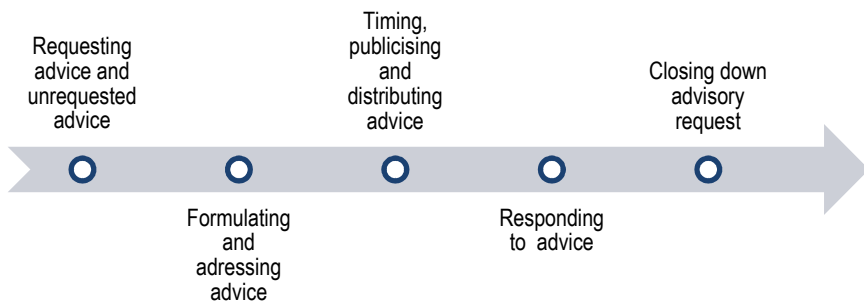 Requesting
advice and
unrequested
advice
Formulating
and
adressing
advice
Timing,
publicising
and
distributing
advice
Responding
to advice
Closing down
advisory
request